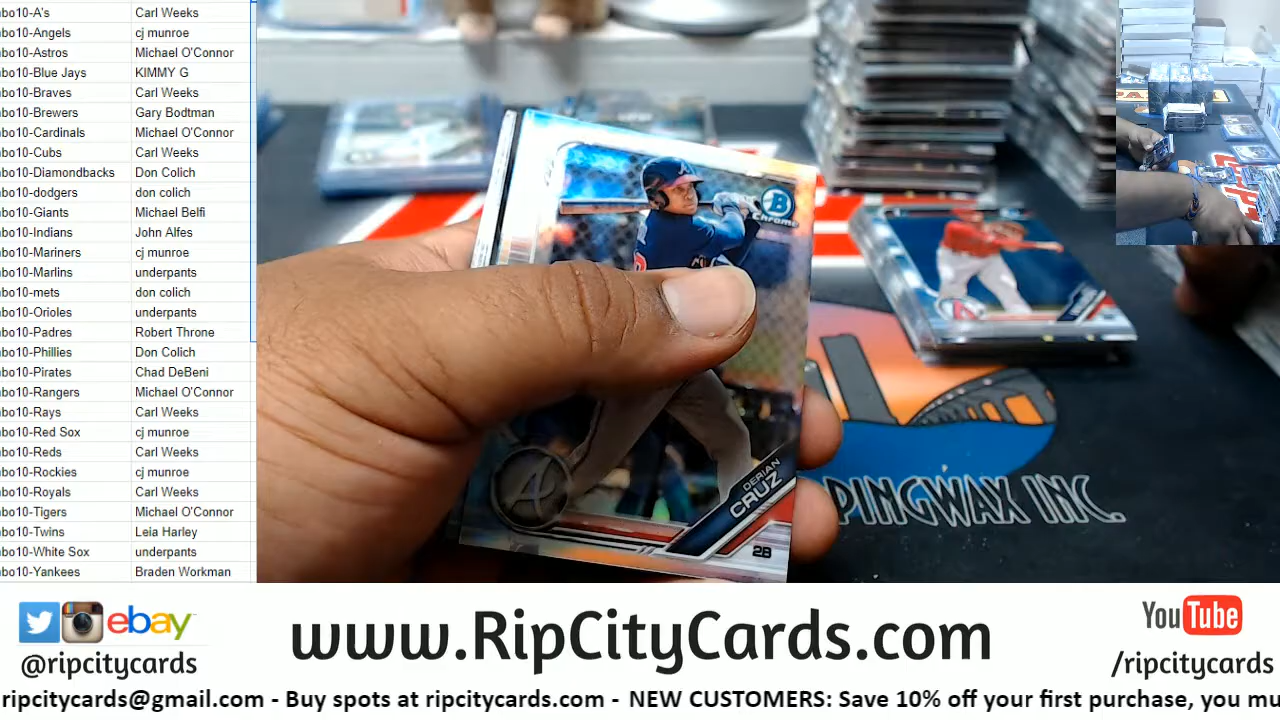 bo10-A's Carl Weeks
bo10-Angels cj munroe
bo10-Astros Michael O'Connor
bo10-Blue Jays KIMMY G
bo10-Braves Carl Weeks
bo10-Brewers Gary Bodtman
bo10-Cardinals Michael O'Connor
bo10-Cubs Carl Weeks
bo10-Diamondbacks Don Colich
bo10-dodgers don colich
bo10-Giants Michael Belfi
bo10-Indians John Alfes
bo10-Mariners cj munroe
bo10-Marlins underpants
bo10-mets don colich
bo10-Orioles underpants
bo10-Padres Robert Throne
bo10-Phillies Don Colich
bo10-Pirates Chad DeBeni
bo10-Rangers Michael O'Connor
bo10-Rays Carl Weeks
bo10-Red Sox cj munroe
bo10-Reds Carl Weeks
bo10-Rockies cj munroe
bo10-Royals Carl Weeks
bo10-Tigers Michael O'Connor
bo10-Twins Leia Harley
bo10-White Sox underpants
bo10-Yankees Braden Workman
B
Chrome
A
DERIAN
CRUZ
2B
PINGWAX INC.
ebay
@ripcitycards
www.RipCityCards.com
YouTube
/ripcitycards
ripcitycards@gmail.com - Buy spots at ripcitycards.com - NEW CUSTOMERS: Save 10% off your first purchase, you mu